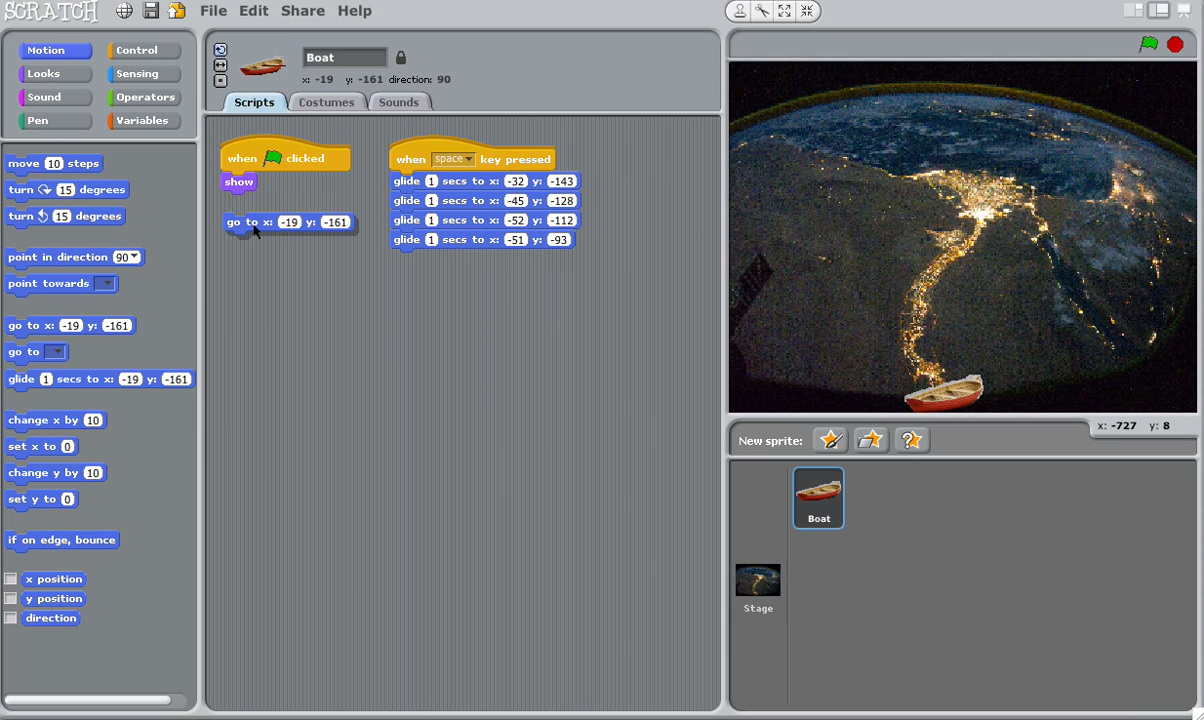 SCRATCH File Edit Share Help
Motion Control
Looks Sensing
Sound Operators
Pen Variables
move 10 steps
turn 15 degrees
turn 15 degrees
point in direction 90
point towards
go to x: -19 y: -161
go to
glide 1 secs to x: -19 y: -161
change x by 10
set x to 0
change y by 10
set y to 0
if on edge, bounce
x position
y position
direction
Boat
x: -19 y: -161 direction: 90
Scripts Costumes Sounds
when clicked
show
go to x: -19 y: -161
when space key pressed
glide 1 secs to x: -32 y: -143
glide 1 secs to x: -45 y: -128
glide 1 secs to x: -52 y: -112
glide 1 secs to x: -51 y: -93
x: -727 y: 8
New sprite:
Boat
Stage